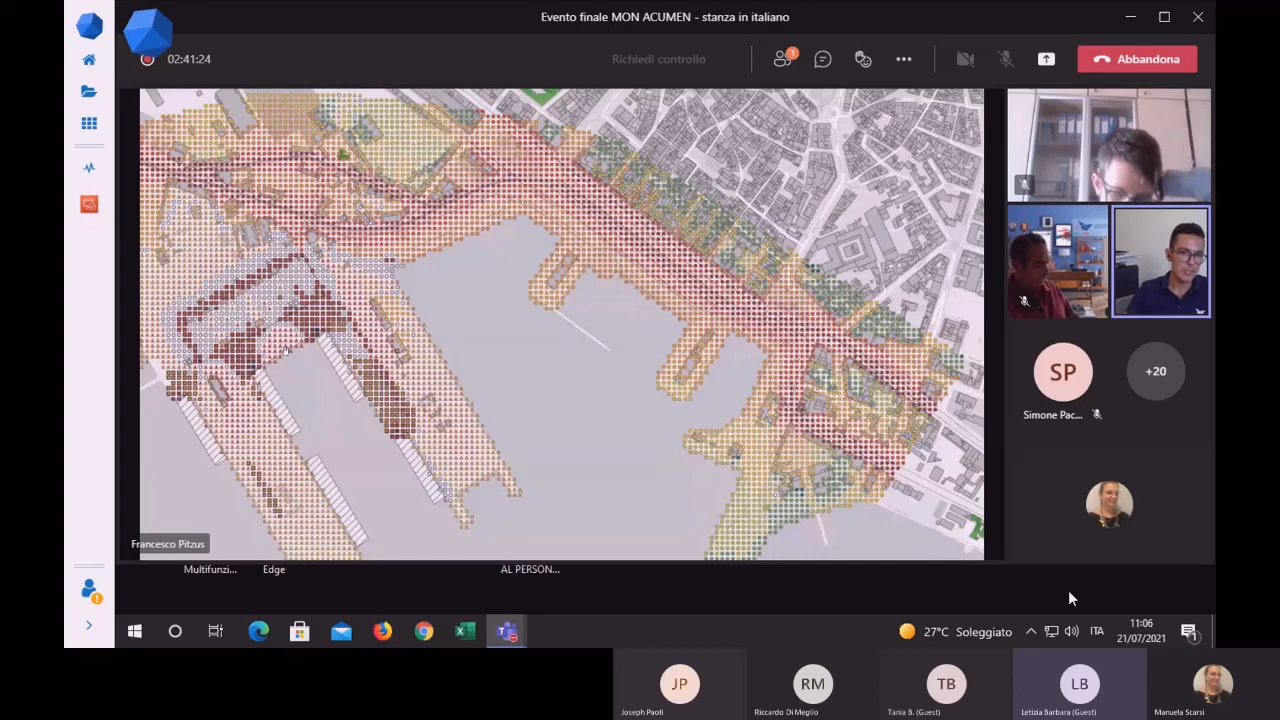 Evento finale MON ACUMEN - stanza in italiano
02:41:24
Richiedi controllo
1
Abbandona
SP
+20
Simone Pac...
Francesco Pitzus
Multifunzi...
Edge
AL PERSON...
27°C Soleggiato
ITA
11:06
21/07/2021
1
JP
RM
TB
LB
Joseph Paoli
Riccardo Di Meglio
Tania B. (Guest)
Letizia Barbara (Guest)
Manuela Scarsi